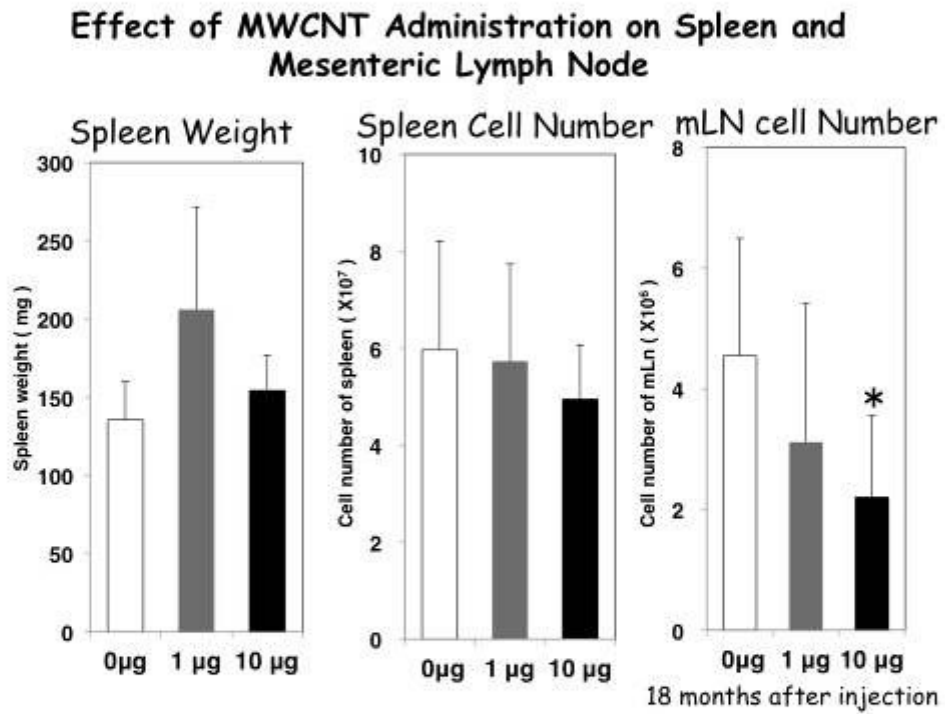 Effect of MWCNT Administration on Spleen and
Mesenteric Lymph Node
Spleen Weight
Spleen weight ( mg )
300
250
200
150
100
50
0
0μg 1 μg 10 μg
Spleen Cell Number
Cell number of spleen ( X10⁷ )
10
8
6
4
2
0
0μg 1 μg 10 μg
mLN cell Number
Cell number of mLn ( X10⁶ )
8
6
4
2
0
*
0μg 1 μg 10 μg
18 months after injection